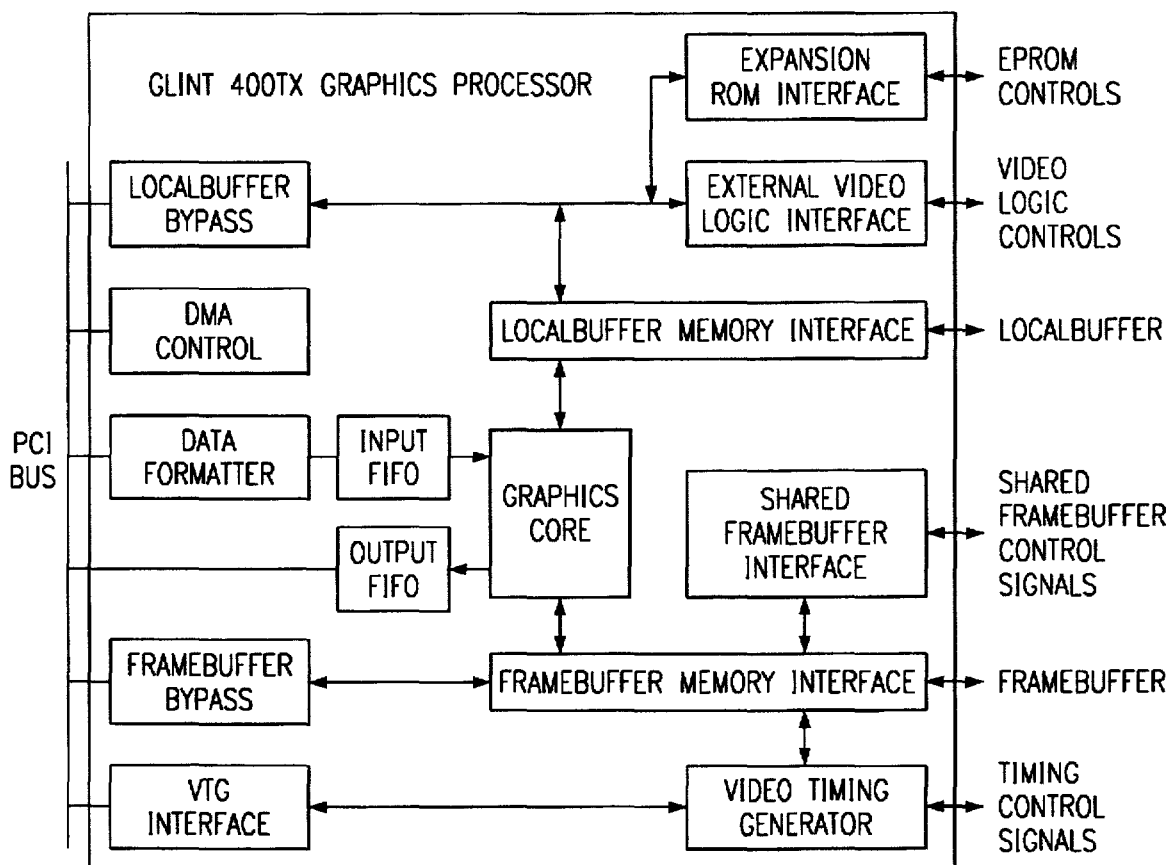 GLINT 400TX GRAPHICS PROCESSOR
EXPANSION
ROM INTERFACE
EPROM
CONTROLS
LOCALBUFFER
BYPASS
EXTERNAL VIDEO
LOGIC INTERFACE
VIDEO
LOGIC
CONTROLS
DMA
CONTROL
LOCALBUFFER MEMORY INTERFACE
LOCALBUFFER
PCI
BUS
DATA
FORMATTER
INPUT
FIFO
GRAPHICS
CORE
SHARED
FRAMEBUFFER
INTERFACE
SHARED
FRAMEBUFFER
CONTROL
SIGNALS
OUTPUT
FIFO
FRAMEBUFFER
BYPASS
FRAMEBUFFER MEMORY INTERFACE
FRAMEBUFFER
VTG
INTERFACE
VIDEO TIMING
GENERATOR
TIMING
CONTROL
SIGNALS